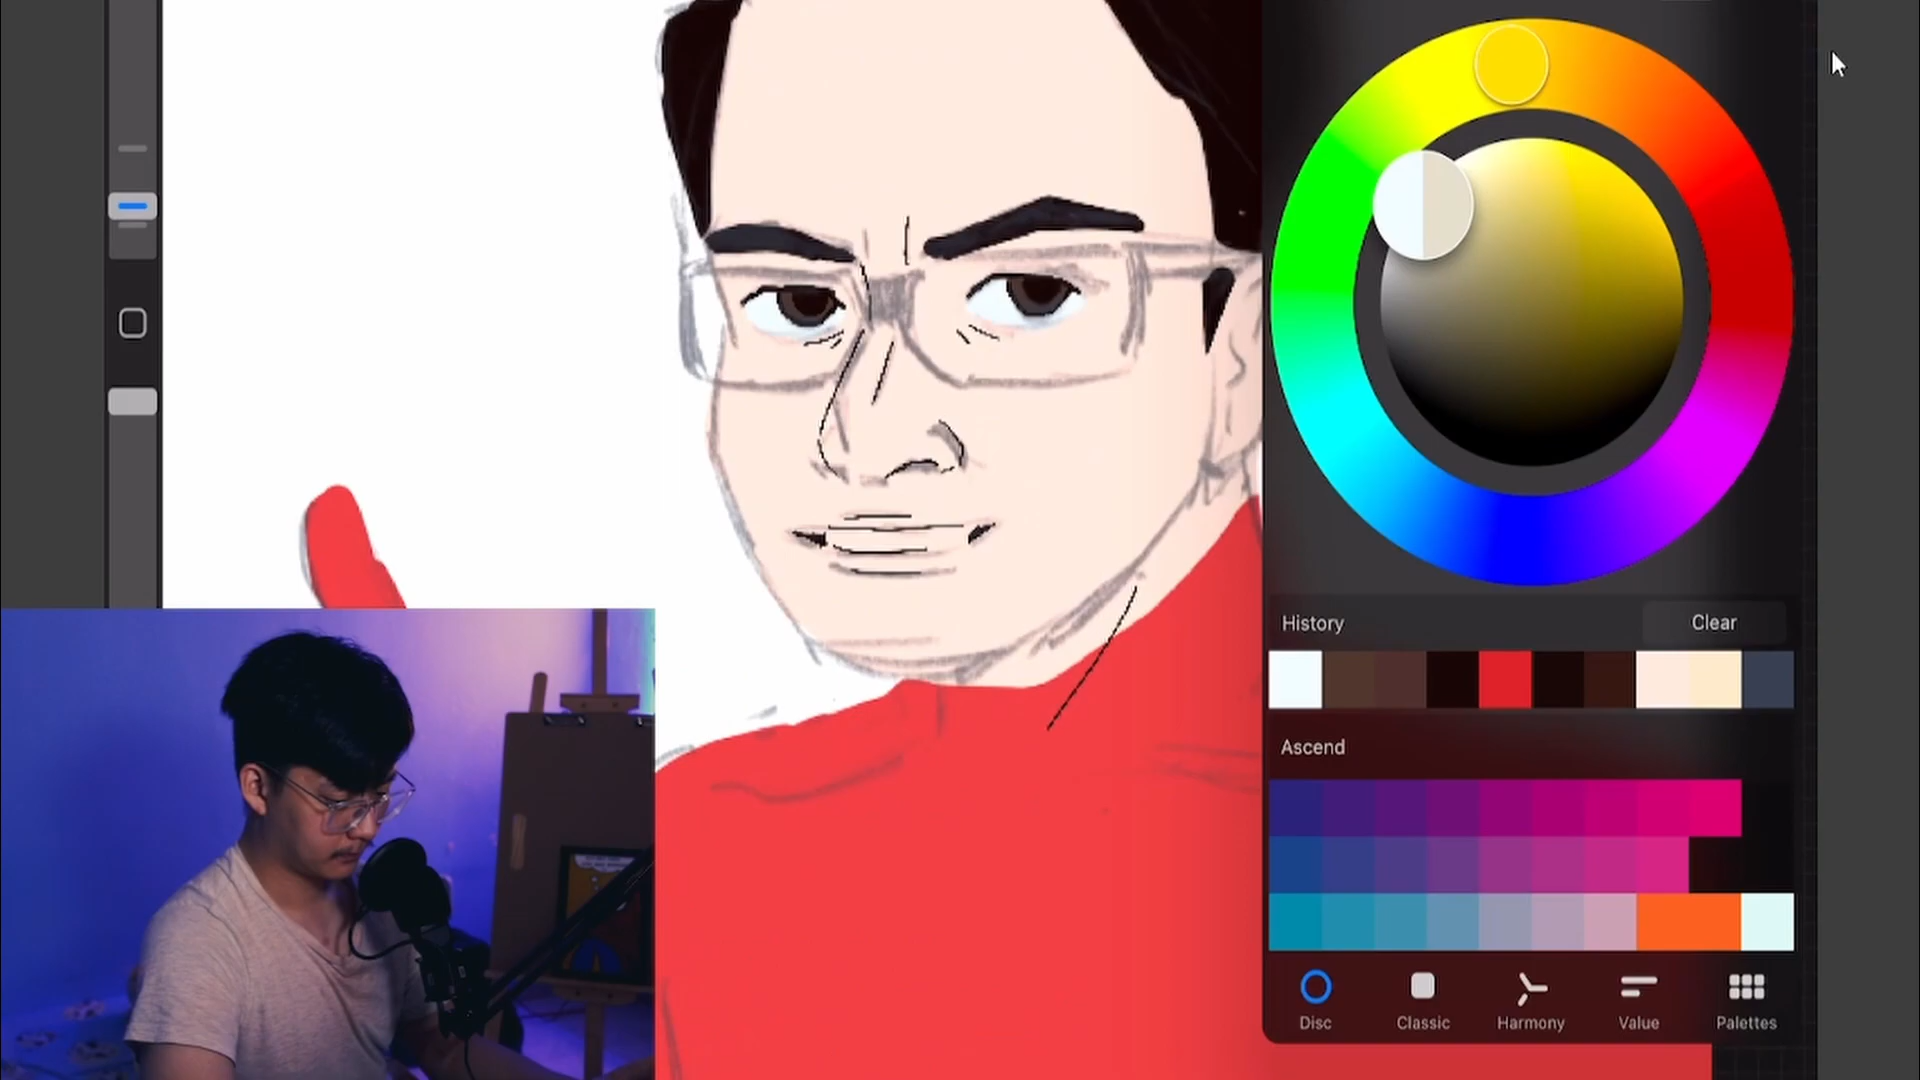 History
Clear
Ascend
Disc
Classic
Harmony
Value
Palettes